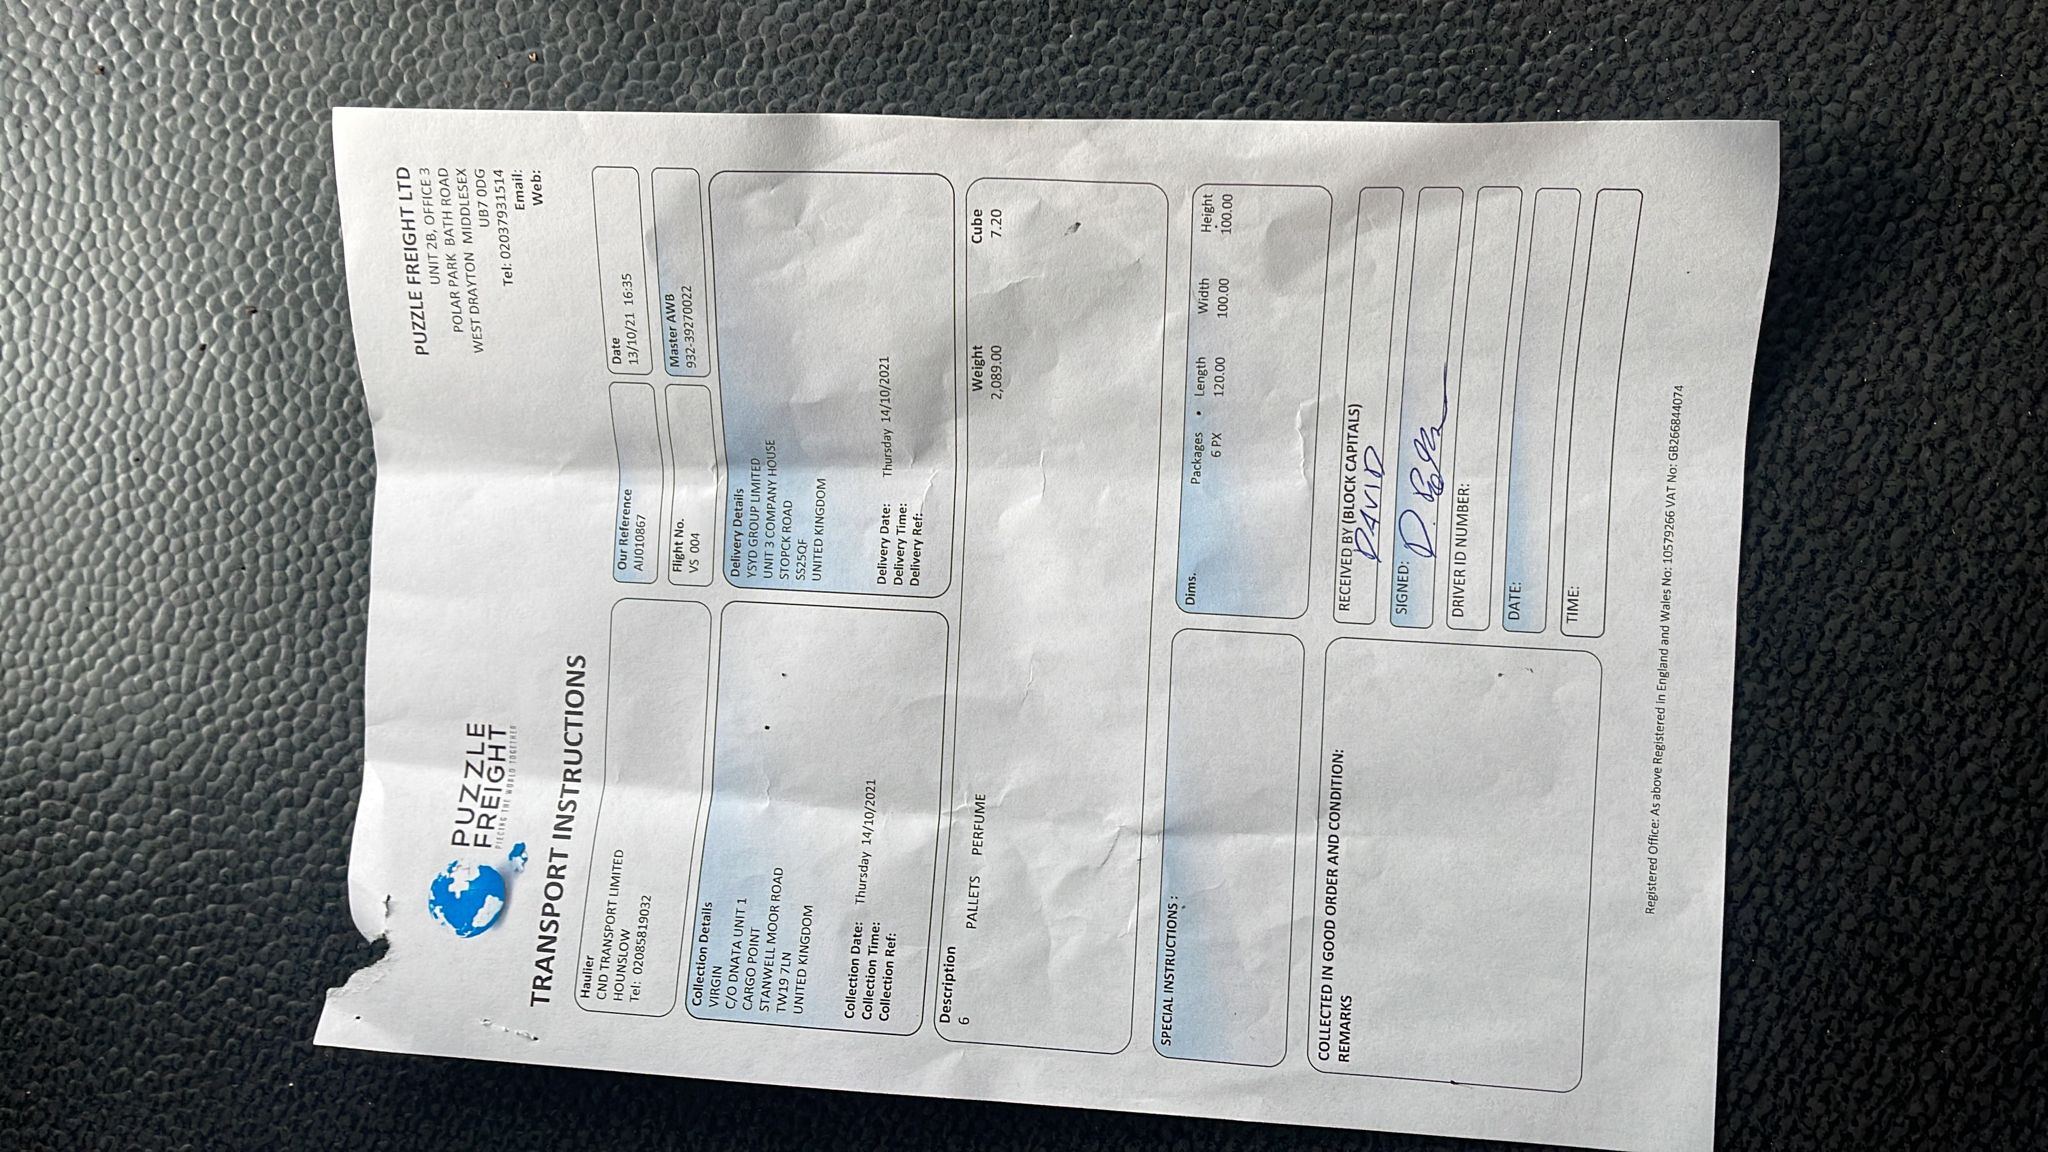 PUZZLE
FREIGHT
PIECING THE WORLD TOGETHER
PUZZLE FREIGHT LTD
UNIT 2B, OFFICE 3
POLAR PARK BATH ROAD
WEST DRAYTON MIDDLESEX
UB7 0DG
Tel: 02037931514
Email:
Web:
TRANSPORT INSTRUCTIONS
Haulier
CND TRANSPORT LIMITED
HOUNSLOW
Tel: 02085819032
Our Reference
AIJ010867
Date
13/10/21 16:35
Flight No.
VS 004
Master AWB
932-39270022
Collection Details
VIRGIN
C/O DNATA UNIT 1
CARGO POINT
STANWELL MOOR ROAD
TW19 7LN
UNITED KINGDOM
Collection Date: Thursday 14/10/2021
Collection Time:
Collection Ref:
Delivery Details
YSYD GROUP LIMITED
UNIT 3 COMPANY HOUSE
STOPCK ROAD
SS25QF
UNITED KINGDOM
Delivery Date: Thursday 14/10/2021
Delivery Time:
Delivery Ref:
Description Weight Cube
6 PALLETS PERFUME 2,089.00 7.20
SPECIAL INSTRUCTIONS :
Dims. Packages Length Width Height
6 PX 120.00 100.00 100.00
COLLECTED IN GOOD ORDER AND CONDITION:
REMARKS
RECEIVED BY (BLOCK CAPITALS)
DAVID
SIGNED: D.
DRIVER ID NUMBER:
DATE:
TIME:
Registered Office: As above Registered in England and Wales No: 10579266 VAT No: GB266844074